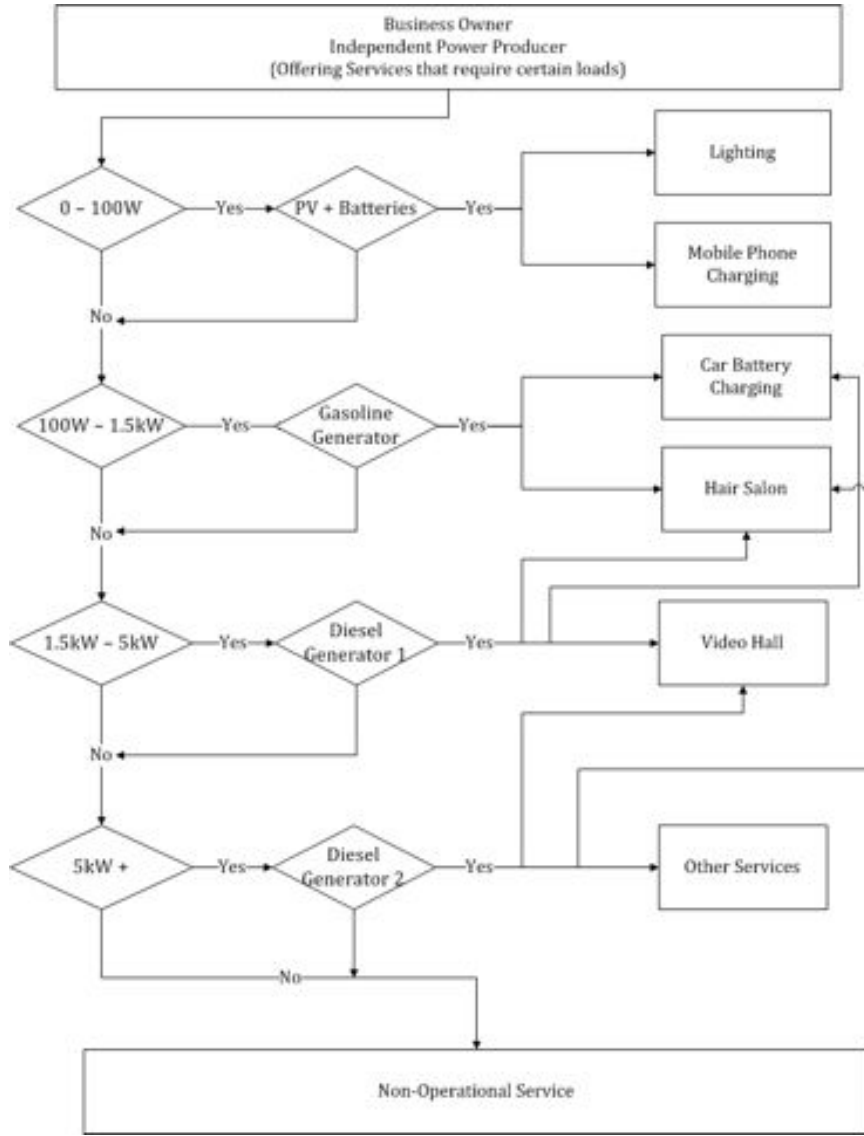 Business Owner
Independent Power Producer
(Offering Services that require certain loads)
Lighting
0 – 100W
Yes
PV + Batteries
Yes
Mobile Phone
Charging
No
Car Battery
Charging
100W – 1.5kW
Yes
Gasoline
Generator
Yes
Hair Salon
No
1.5kW – 5kW
Yes
Diesel
Generator 1
Yes
Video Hall
No
5kW +
Yes
Diesel
Generator 2
Yes
Other Services
No
Non-Operational Service